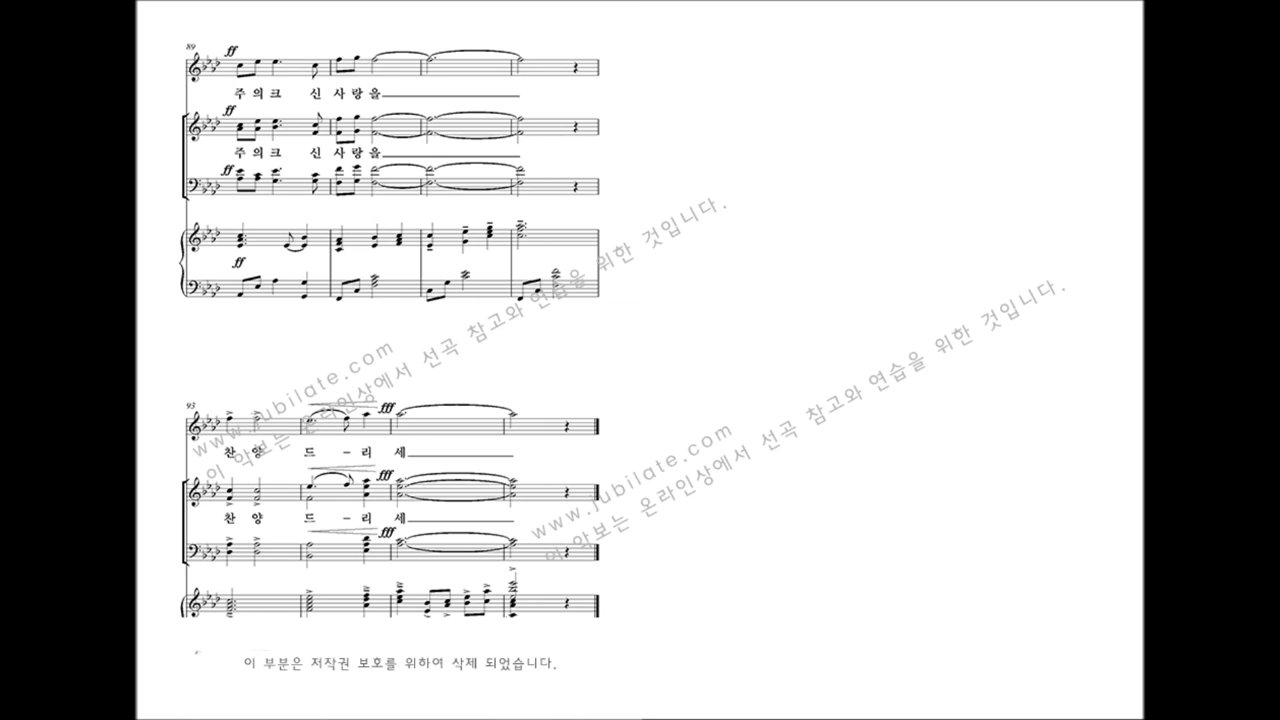 89
ff
주 의 크 신 사 랑 을
ff
주 의 크 신 사 랑 을
ff
ff
www.jubilate.com
이 악보는 온라인상에서 선곡 참고와 연습을 위한 것입니다.
93
fff
찬 양 드 - 리 세
fff
찬 양 드 - 리 세
fff
www.jubilate.com
이 악보는 온라인상에서 선곡 참고와 연습을 위한 것입니다.
이 부분은 저작권 보호를 위하여 삭제 되었습니다.